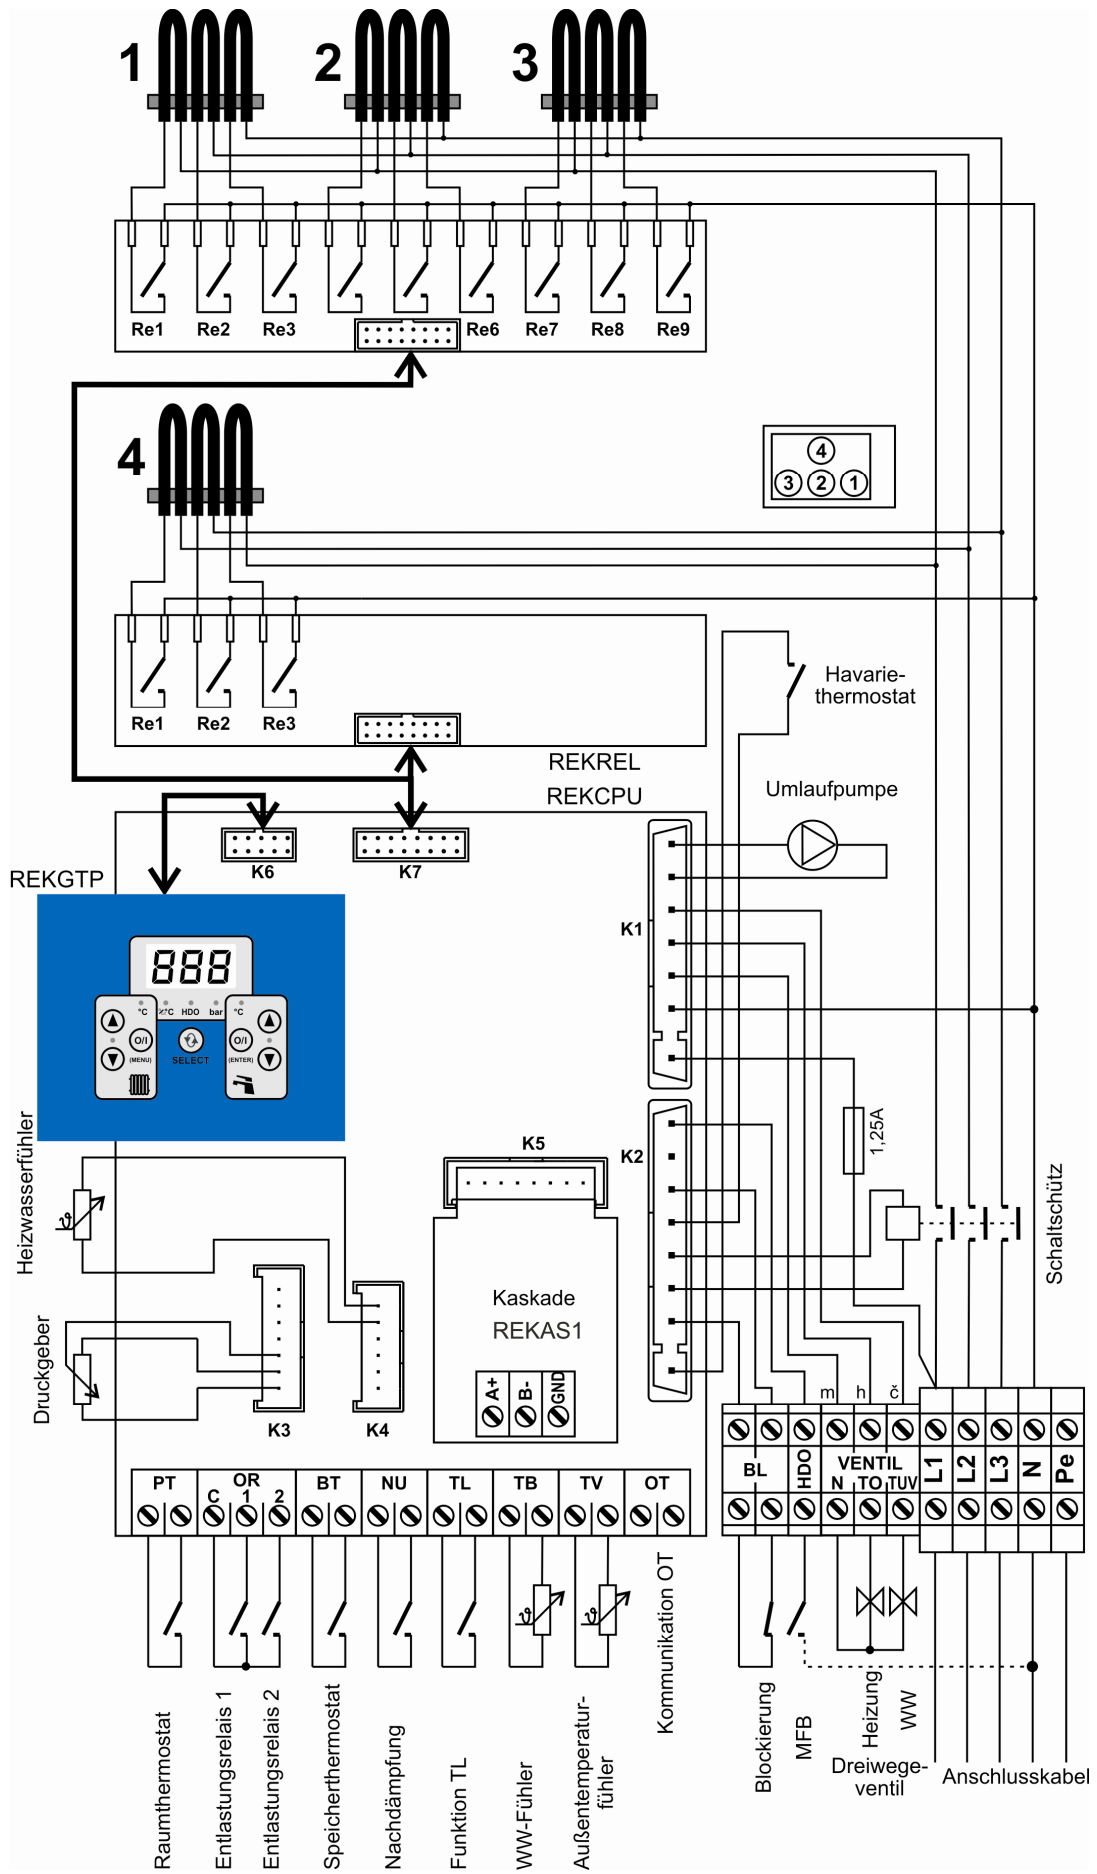 1
2
3
Re1
Re2
Re3
Re6
Re7
Re8
Re9
4
4
3
2
1
Havarie-
thermostat
Re1
Re2
Re3
REKREL
REKCPU
Umlaufpumpe
K6
K7
REKGTP
K1
888
°C
°C
HDO
bar
°C
O/I
(MENU)
SELECT
O/I
(ENTER)
1,25A
Heizwasserfühler
K5
K2
Schaltschütz
Kaskade
REKAS1
Druckgeber
A+
B-
GND
K3
K4
m
h
č
PT
OR
C
1
2
BT
NU
TL
TB
TV
OT
BL
HDO
VENTIL
N
TO
TUV
L1
L2
L3
N
Pe
Raumthermostat
Entlastungsrelais 1
Entlastungsrelais 2
Speicherthermostat
Nachdämpfung
Funktion TL
WW-Fühler
Außentemperatur-
fühler
Kommunikation OT
Blockierung
MFB
Heizung
WW
Dreiwege-
ventil
Anschlusskabel